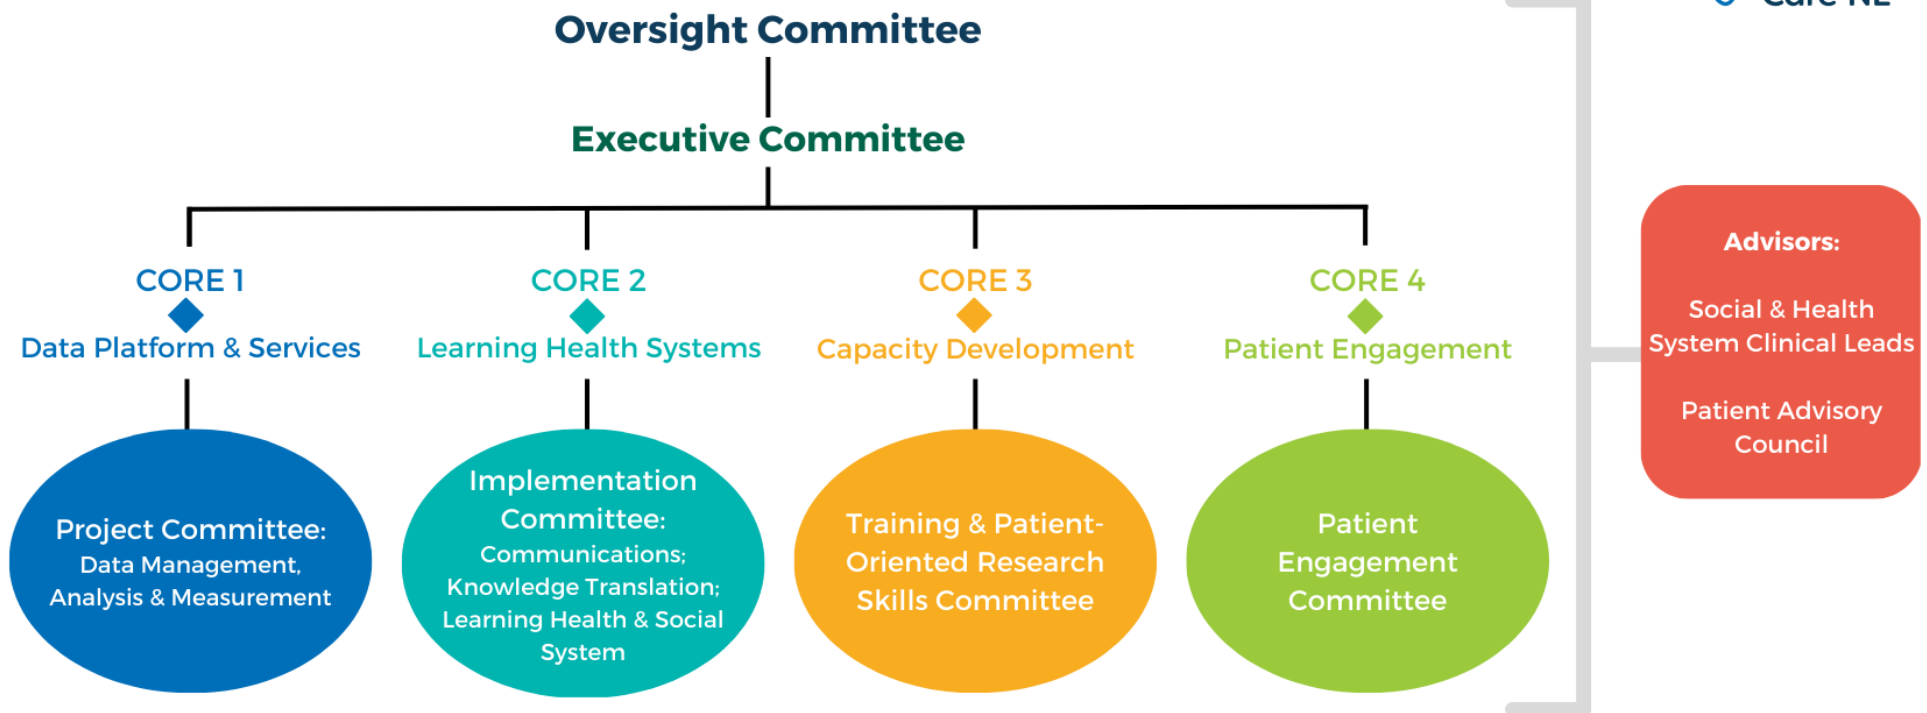 Care NL
Oversight Committee
Executive Committee
CORE 1
Data Platform & Services
CORE 2
Learning Health Systems
CORE 3
Capacity Development
CORE 4
Patient Engagement
Project Committee:
Data Management,
Analysis & Measurement
Implementation
Committee:
Communications;
Knowledge Translation;
Learning Health & Social
System
Training & Patient-
Oriented Research
Skills Committee
Patient
Engagement
Committee
Advisors:
Social & Health
System Clinical Leads
Patient Advisory
Council